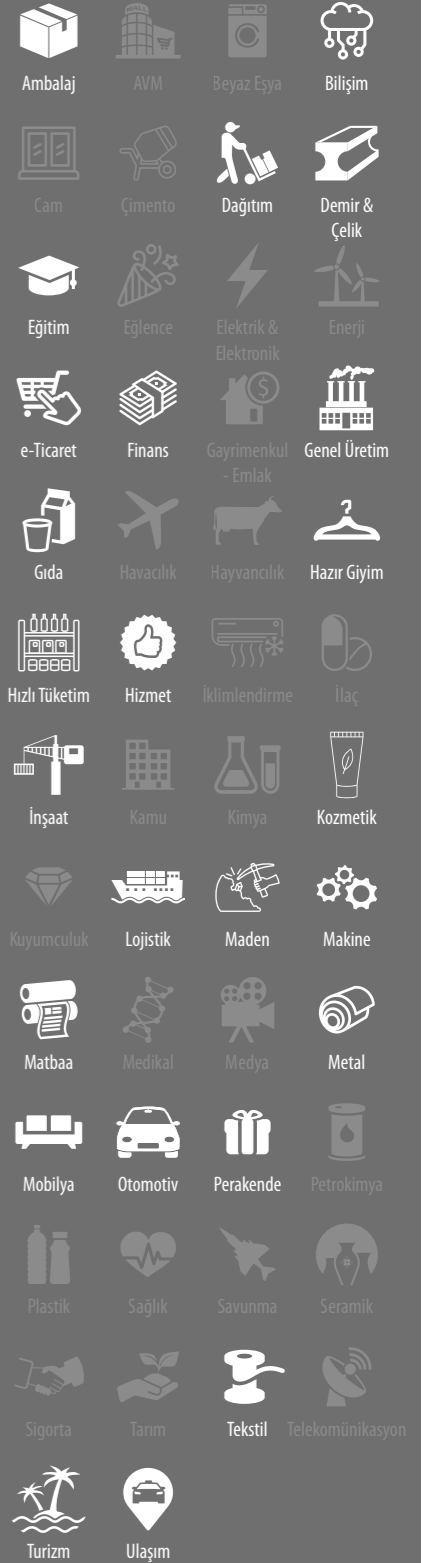 Ambalaj
AVM
Beyaz Eşya
Bilişim
Cam
Çimento
Dağıtım
Demir &
Çelik
Eğitim
Eğlence
Elektrik &
Elektronik
Enerji
e-Ticaret
Finans
Gayrimenkul
- Emlak
Genel Üretim
Gıda
Havacılık
Hayvancılık
Hazır Giyim
Hızlı Tüketim
Hizmet
İklimlendirme
İlaç
İnşaat
Kamu
Kimya
Kozmetik
Kuyumculuk
Lojistik
Maden
Makine
Matbaa
Medikal
Medya
Metal
Mobilya
Otomotiv
Perakende
Petrokimya
Plastik
Sağlık
Savunma
Seramik
Sigorta
Tarım
Tekstil
Telekomünikasyon
Turizm
Ulaşım